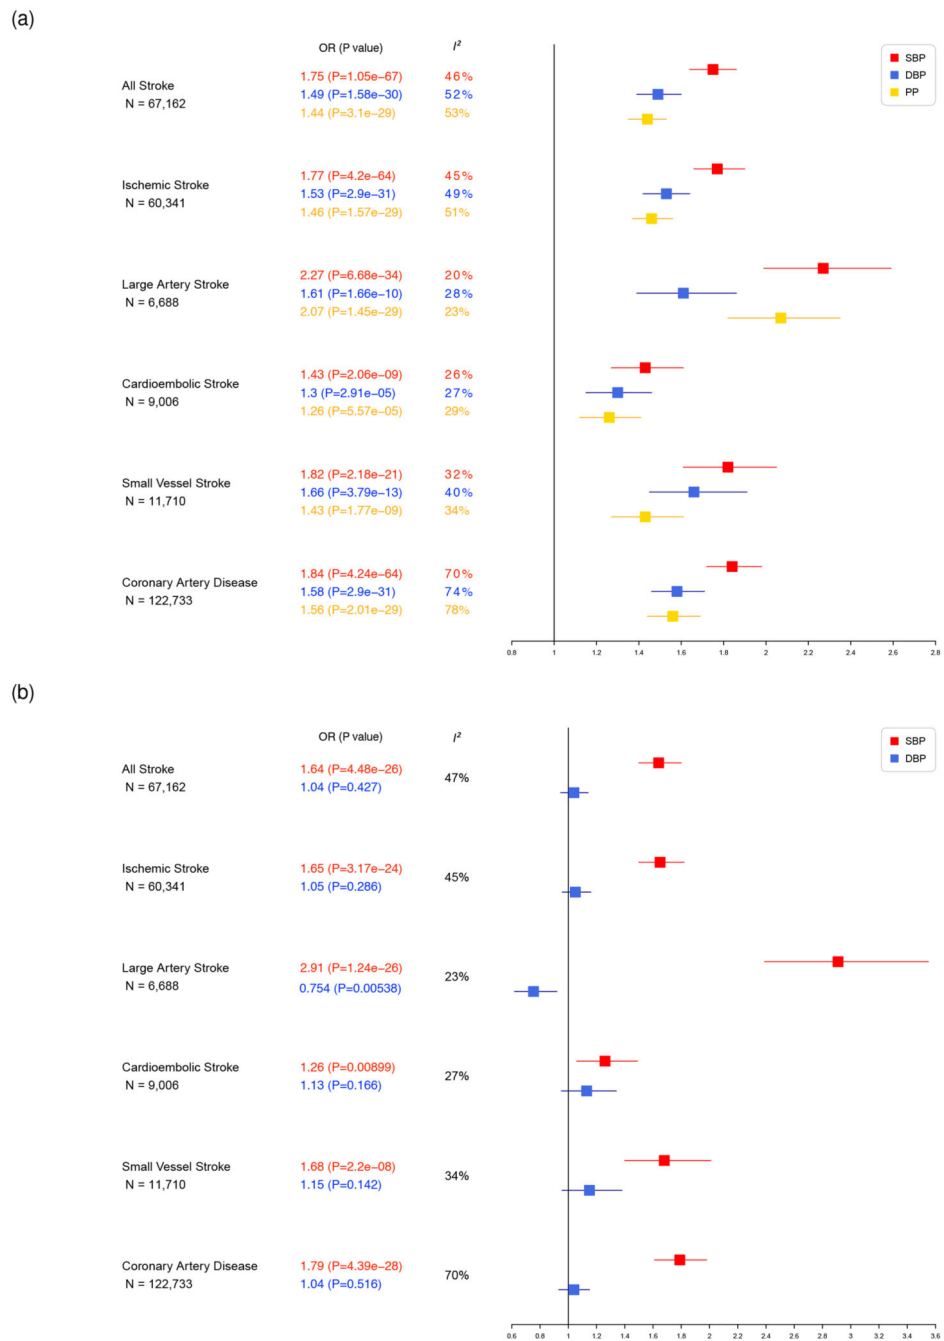 (a)
OR (P value) I²
SBP
DBP
PP
All Stroke
N = 67,162
1.75 (P=1.05e−67) 46%
1.49 (P=1.58e−30) 52%
1.44 (P=3.1e−29) 53%
Ischemic Stroke
N = 60,341
1.77 (P=4.2e−64) 45%
1.53 (P=2.9e−31) 49%
1.46 (P=1.57e−29) 51%
Large Artery Stroke
N = 6,688
2.27 (P=6.68e−34) 20%
1.61 (P=1.66e−10) 28%
2.07 (P=1.45e−29) 23%
Cardioembolic Stroke
N = 9,006
1.43 (P=2.06e−09) 26%
1.3 (P=2.91e−05) 27%
1.26 (P=5.57e−05) 29%
Small Vessel Stroke
N = 11,710
1.82 (P=2.18e−21) 32%
1.66 (P=3.79e−13) 40%
1.43 (P=1.77e−09) 34%
Coronary Artery Disease
N = 122,733
1.84 (P=4.24e−64) 70%
1.58 (P=2.9e−31) 74%
1.56 (P=2.01e−29) 78%
0.8 1 1.2 1.4 1.6 1.8 2 2.2 2.4 2.6 2.8
(b)
OR (P value) I²
SBP
DBP
All Stroke
N = 67,162
1.64 (P=4.48e−26)
1.04 (P=0.427)
47%
Ischemic Stroke
N = 60,341
1.65 (P=3.17e−24)
1.05 (P=0.286)
45%
Large Artery Stroke
N = 6,688
2.91 (P=1.24e−26)
0.754 (P=0.00538)
23%
Cardioembolic Stroke
N = 9,006
1.26 (P=0.00899)
1.13 (P=0.166)
27%
Small Vessel Stroke
N = 11,710
1.68 (P=2.2e−08)
1.15 (P=0.142)
34%
Coronary Artery Disease
N = 122,733
1.79 (P=4.39e−28)
1.04 (P=0.516)
70%
0.6 0.8 1 1.2 1.4 1.6 1.8 2 2.2 2.4 2.6 2.8 3 3.2 3.4 3.6